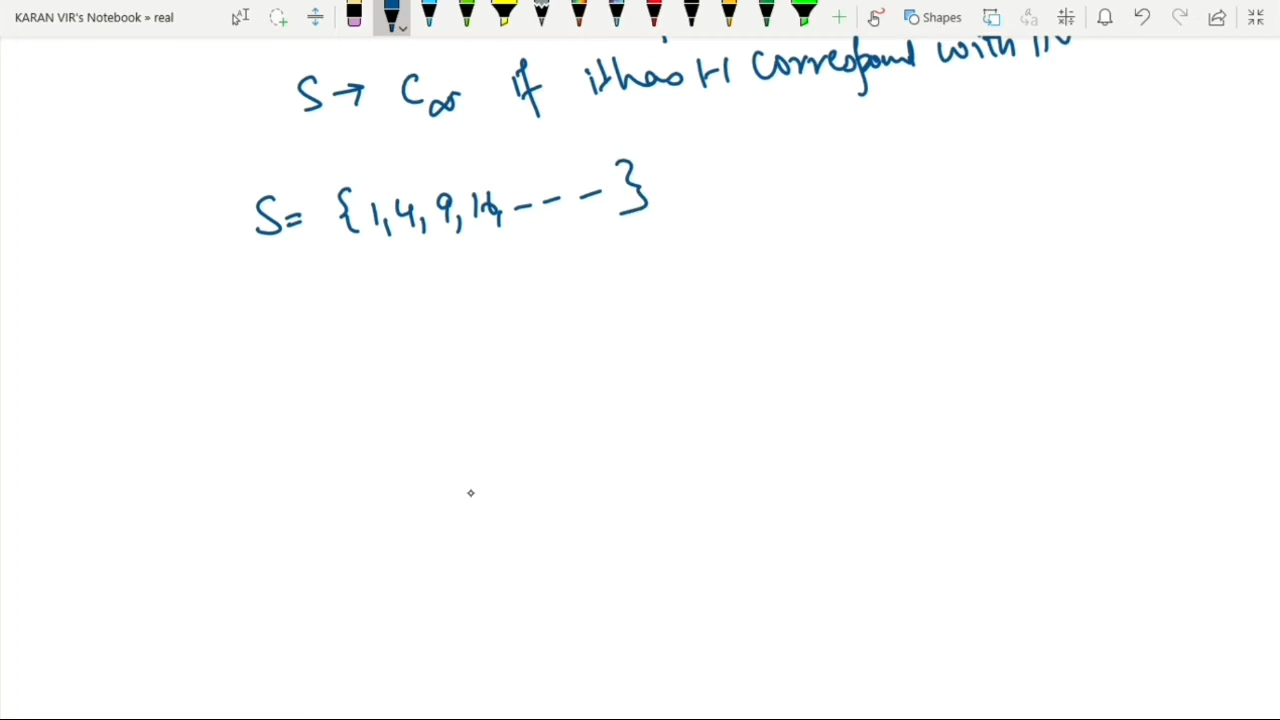 KARAN VIR's Notebook » real
Shapes
S → C∞ if it has 1-1 correspond with IN
S = {1, 4, 9, 16, - - - }